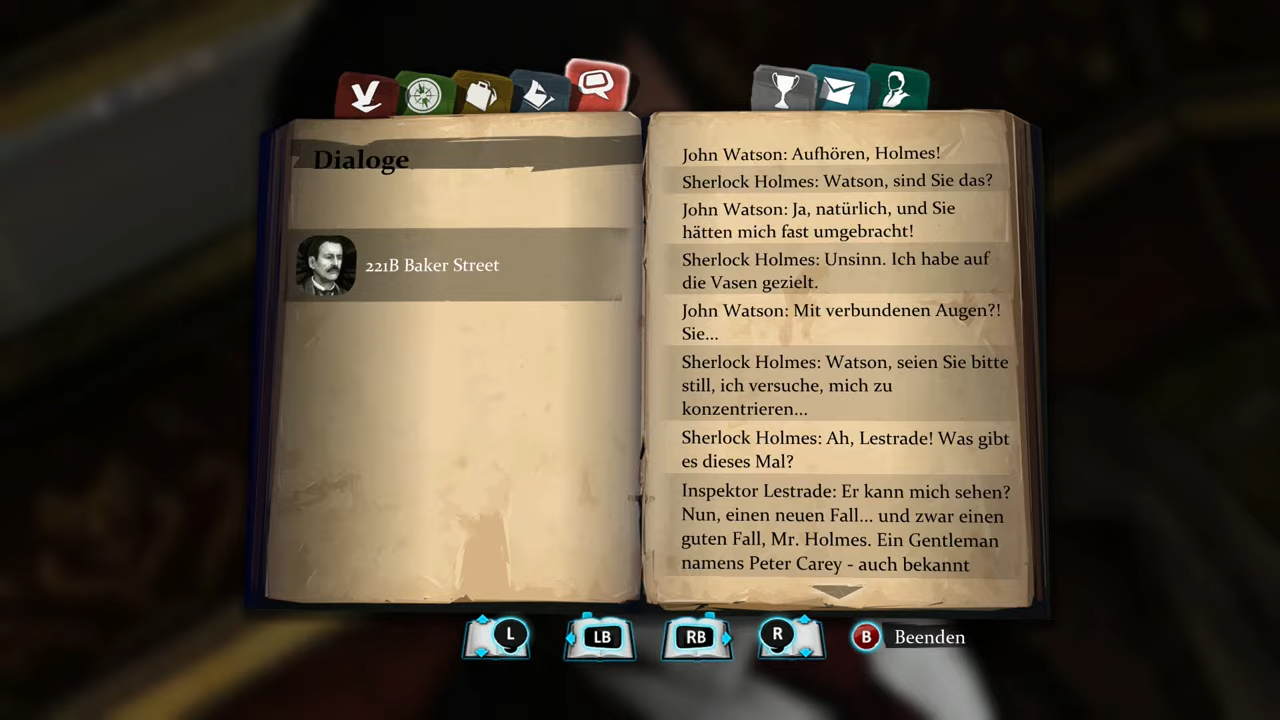 Dialoge
221B Baker Street
John Watson: Aufhören, Holmes!
Sherlock Holmes: Watson, sind Sie das?
John Watson: Ja, natürlich, und Sie
hätten mich fast umgebracht!
Sherlock Holmes: Unsinn. Ich habe auf
die Vasen gezielt.
John Watson: Mit verbundenen Augen?!
Sie...
Sherlock Holmes: Watson, seien Sie bitte
still, ich versuche, mich zu
konzentrieren...
Sherlock Holmes: Ah, Lestrade! Was gibt
es dieses Mal?
Inspektor Lestrade: Er kann mich sehen?
Nun, einen neuen Fall... und zwar einen
guten Fall, Mr. Holmes. Ein Gentleman
namens Peter Carey - auch bekannt
L LB RB R B Beenden